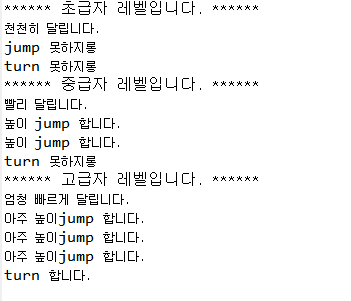 ****** 초급자 레벨입니다. ******
천천히 달립니다.
jump 못하지롱
turn 못하지롱
****** 중급자 레벨입니다. ******
빨리 달립니다.
높이 jump 합니다.
높이 jump 합니다.
turn 못하지롱
****** 고급자 레벨입니다. ******
엄청 빠르게 달립니다.
아주 높이jump 합니다.
아주 높이jump 합니다.
아주 높이jump 합니다.
turn 합니다.